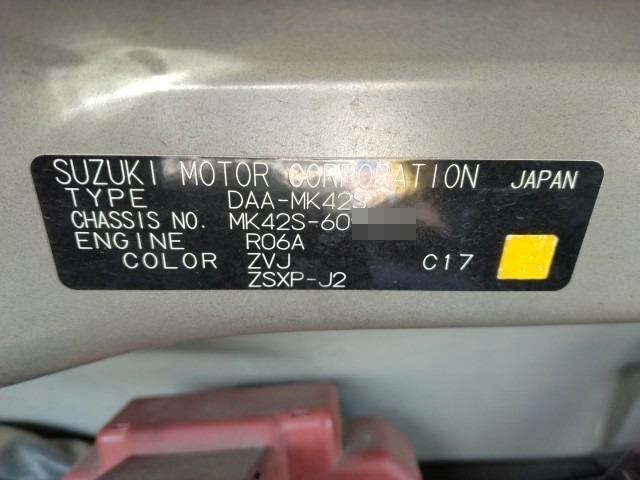 SUZUKI MOTOR CORPORATION JAPAN
TYPE DAA-MK42S
CHASSIS NO. MK42S-60
ENGINE R06A
COLOR ZVJ C17
ZSXP-J2